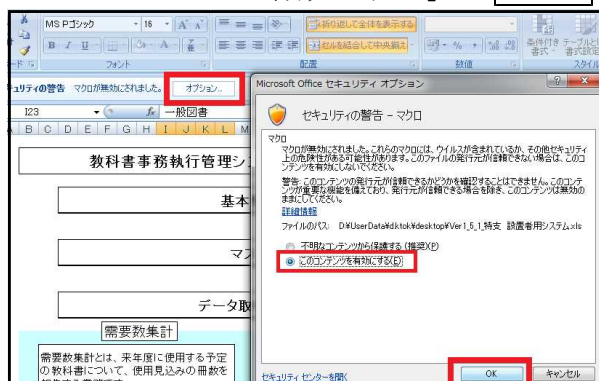 MS Pゴシック
16
折り返して全体を表示する
セルを結合して中央揃え
条件付き
書式
フォント
配置
数値
スタイル
セキュリティの警告 マクロが無効にされました。
オプション...
Microsoft Office セキュリティ オプション
I23
fx
一般図書
B C D E F G H I J K L M
セキュリティの警告 - マクロ
マクロ
マクロが無効にされました。これらのマクロには、ウイルスが含まれているか、その他セキュリティ
上の危険性がある可能性があります。このファイルの発行元が信頼できない場合は、このコ
ンテンツを有効にしないでください。
警告: このコンテンツの発行元が信頼できるかどうかを確認することはできません。このコンテ
ンツが重要な機能を備えており、発行元が信頼できる場合を除き、このコンテンツは無効の
ままにしてください。
詳細情報
ファイルのパス: D:¥UserData¥dktok¥desktop¥Ver1_5_1_特支 設置者用システム.xls
不明なコンテンツから保護する (推奨)(P)
このコンテンツを有効にする(E)
セキュリティ センターを開く
OK
キャンセル
教科書事務執行管理シ
基本
マ
データ取
需要数集計
需要数集計とは、来年度に使用する予定
の教科書について、使用見込みの冊数を